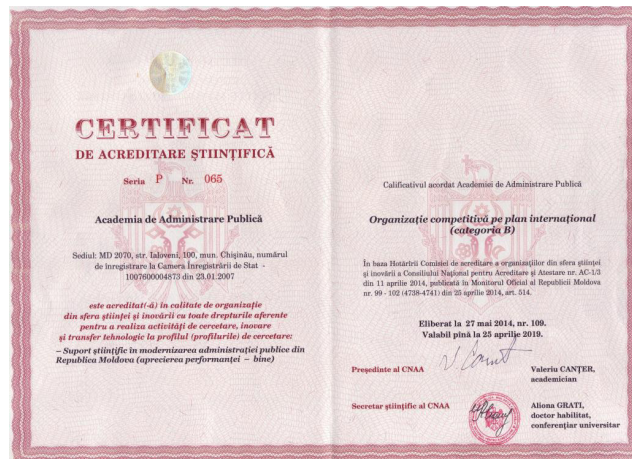 CERTIFICAT
DE ACREDITARE ŞTIINŢIFICĂ
Seria P Nr. 065
Academia de Administrare Publică
Sediul: MD 2070, str. Ialoveni, 100, mun. Chişinău, numărul
de înregistrare la Camera Înregistrării de Stat -
1007600004873 din 23.01.2007
este acreditat(-ă) în calitate de organizaţie
din sfera ştiinţei şi inovării cu toate drepturile aferente
pentru a realiza activităţi de cercetare, inovare
şi transfer tehnologic la profilul (profilurile) de cercetare:
– Suport ştiinţific în modernizarea administraţiei publice din
Republica Moldova (aprecierea performanţei – bine)
Calificativul acordat Academiei de Administrare Publică
Organizaţie competitivă pe plan internaţional
(categoria B)
În baza Hotărîrii Comisiei de acreditare a organizaţiilor din sfera ştiinţei
şi inovării a Consiliului Naţional pentru Acreditare şi Atestare nr. AC-1/3
din 11 aprilie 2014, publicată în Monitorul Oficial al Republicii Moldova
nr. 99 - 102 (4738-4741) din 25 aprilie 2014, art. 514.
Eliberat la 27 mai 2014, nr. 109.
Valabil pînă la 25 aprilie 2019.
Preşedinte al CNAA
Valeriu CANŢER,
academician
Secretar ştiinţific al CNAA
Aliona GRATI,
doctor habilitat,
conferenţiar universitar